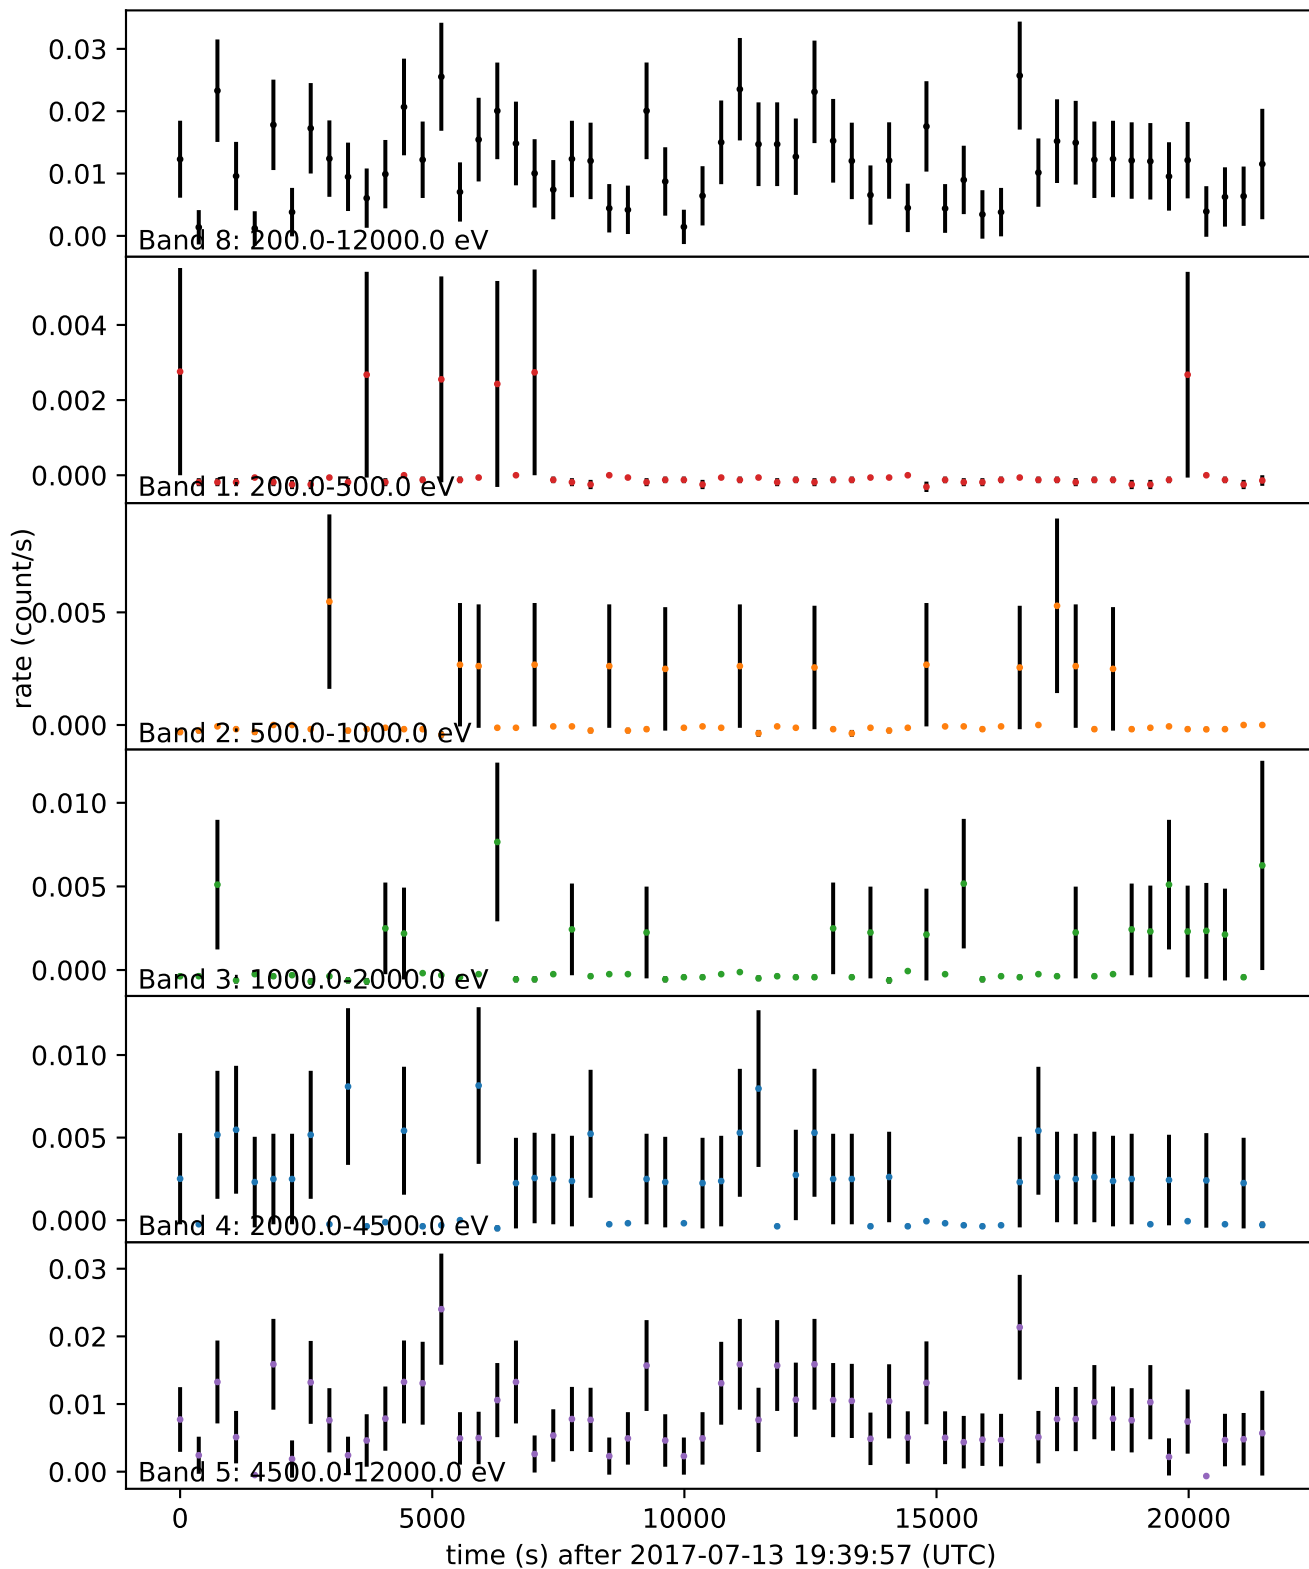 0.03
0.02
0.01
0.00
Band 8: 200.0-12000.0 eV
0.004
0.002
0.000
Band 1: 200.0-500.0 eV
rate (count/s)
0.005
0.000
Band 2: 500.0-1000.0 eV
0.010
0.005
0.000
Band 3: 1000.0-2000.0 eV
0.010
0.005
0.000
Band 4: 2000.0-4500.0 eV
0.03
0.02
0.01
0.00
Band 5: 4500.0-12000.0 eV
0 5000 10000 15000 20000
time (s) after 2017-07-13 19:39:57 (UTC)